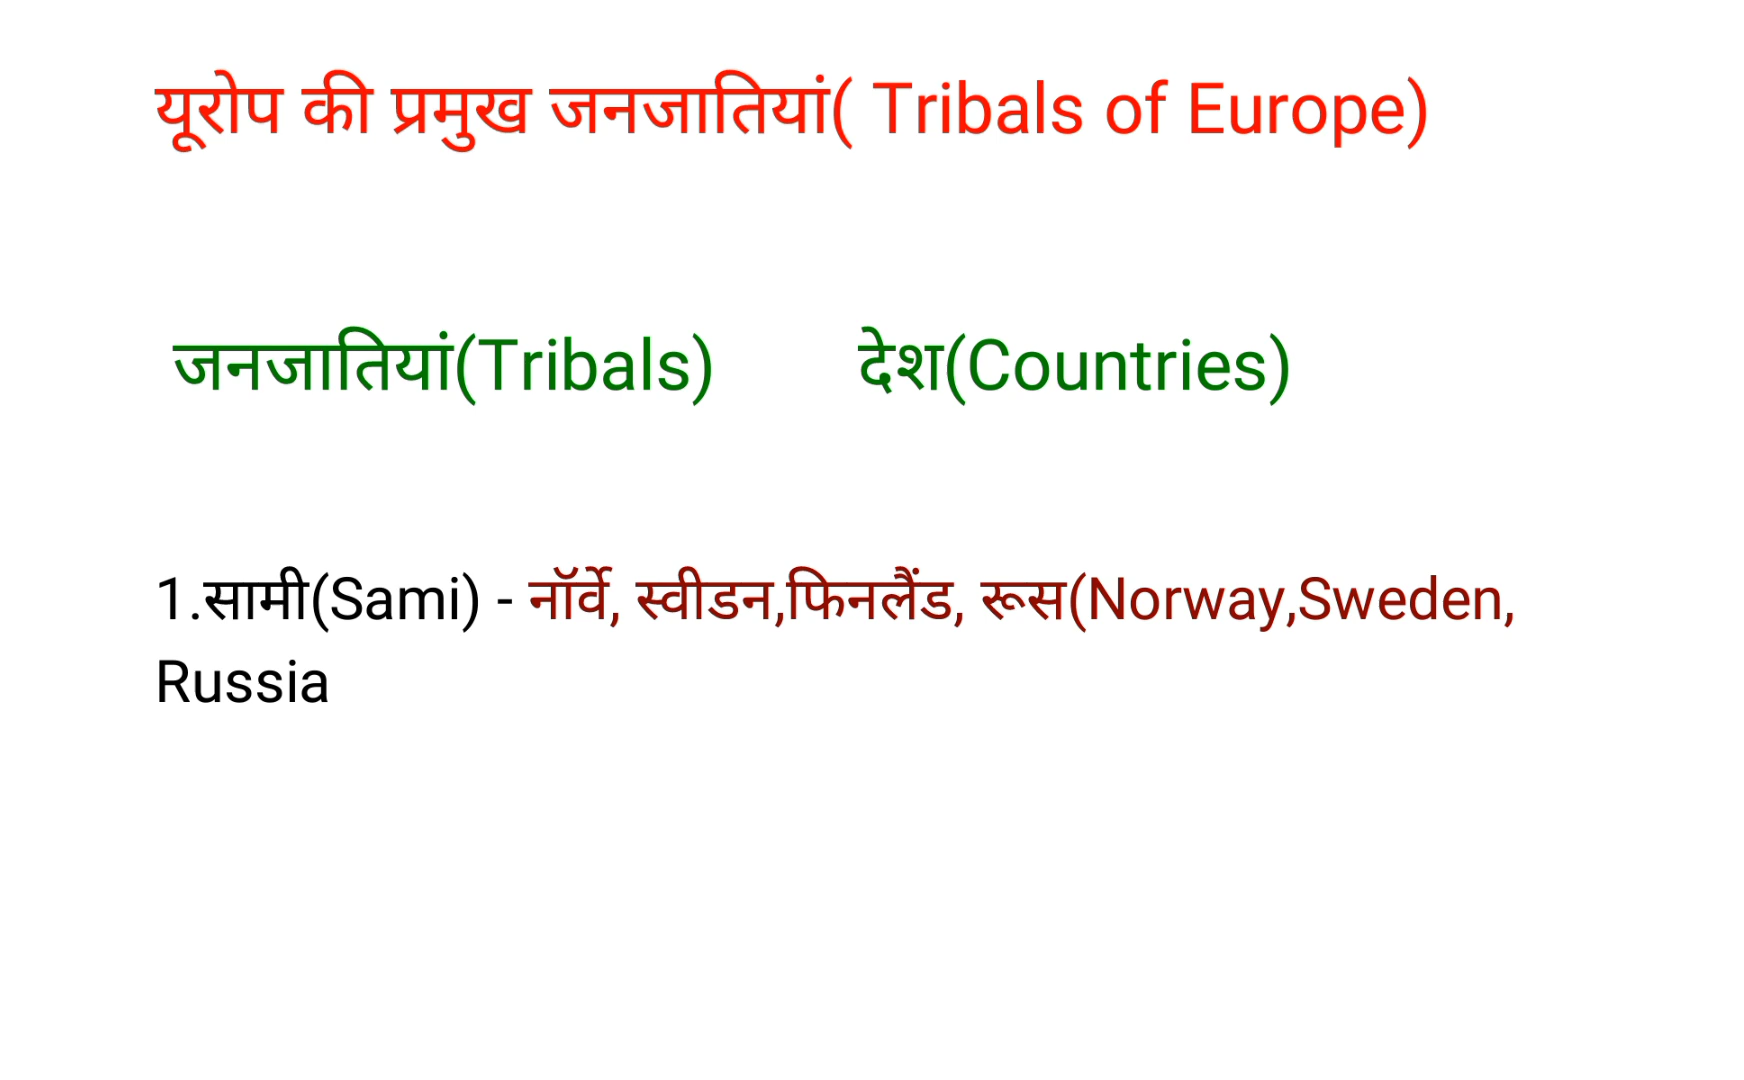 यूरोप की प्रमुख जनजातियां( Tribals of Europe)
जनजातियां(Tribals) देश(Countries)
1.सामी(Sami) - नॉर्वे, स्वीडन,फिनलैंड, रूस(Norway,Sweden,
Russia